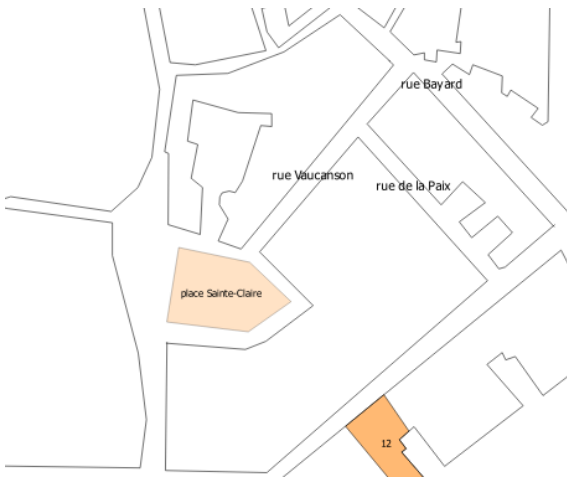 rue Bayard
rue Vaucanson
rue de la Paix
place Sainte-Claire
12